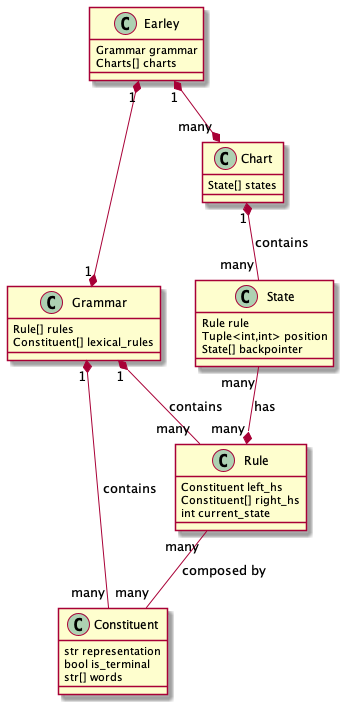 C Earley
Grammar grammar
Charts[] charts
1
1
many
C Chart
State[] states
1
contains
1
many
C Grammar
Rule[] rules
Constituent[] lexical_rules
C State
Rule rule
Tuple<int,int> position
State[] backpointer
1
1
many
contains
has
many
many
C Rule
Constituent left_hs
Constituent[] right_hs
int current_state
contains
many
composed by
many
many
C Constituent
str representation
bool is_terminal
str[] words